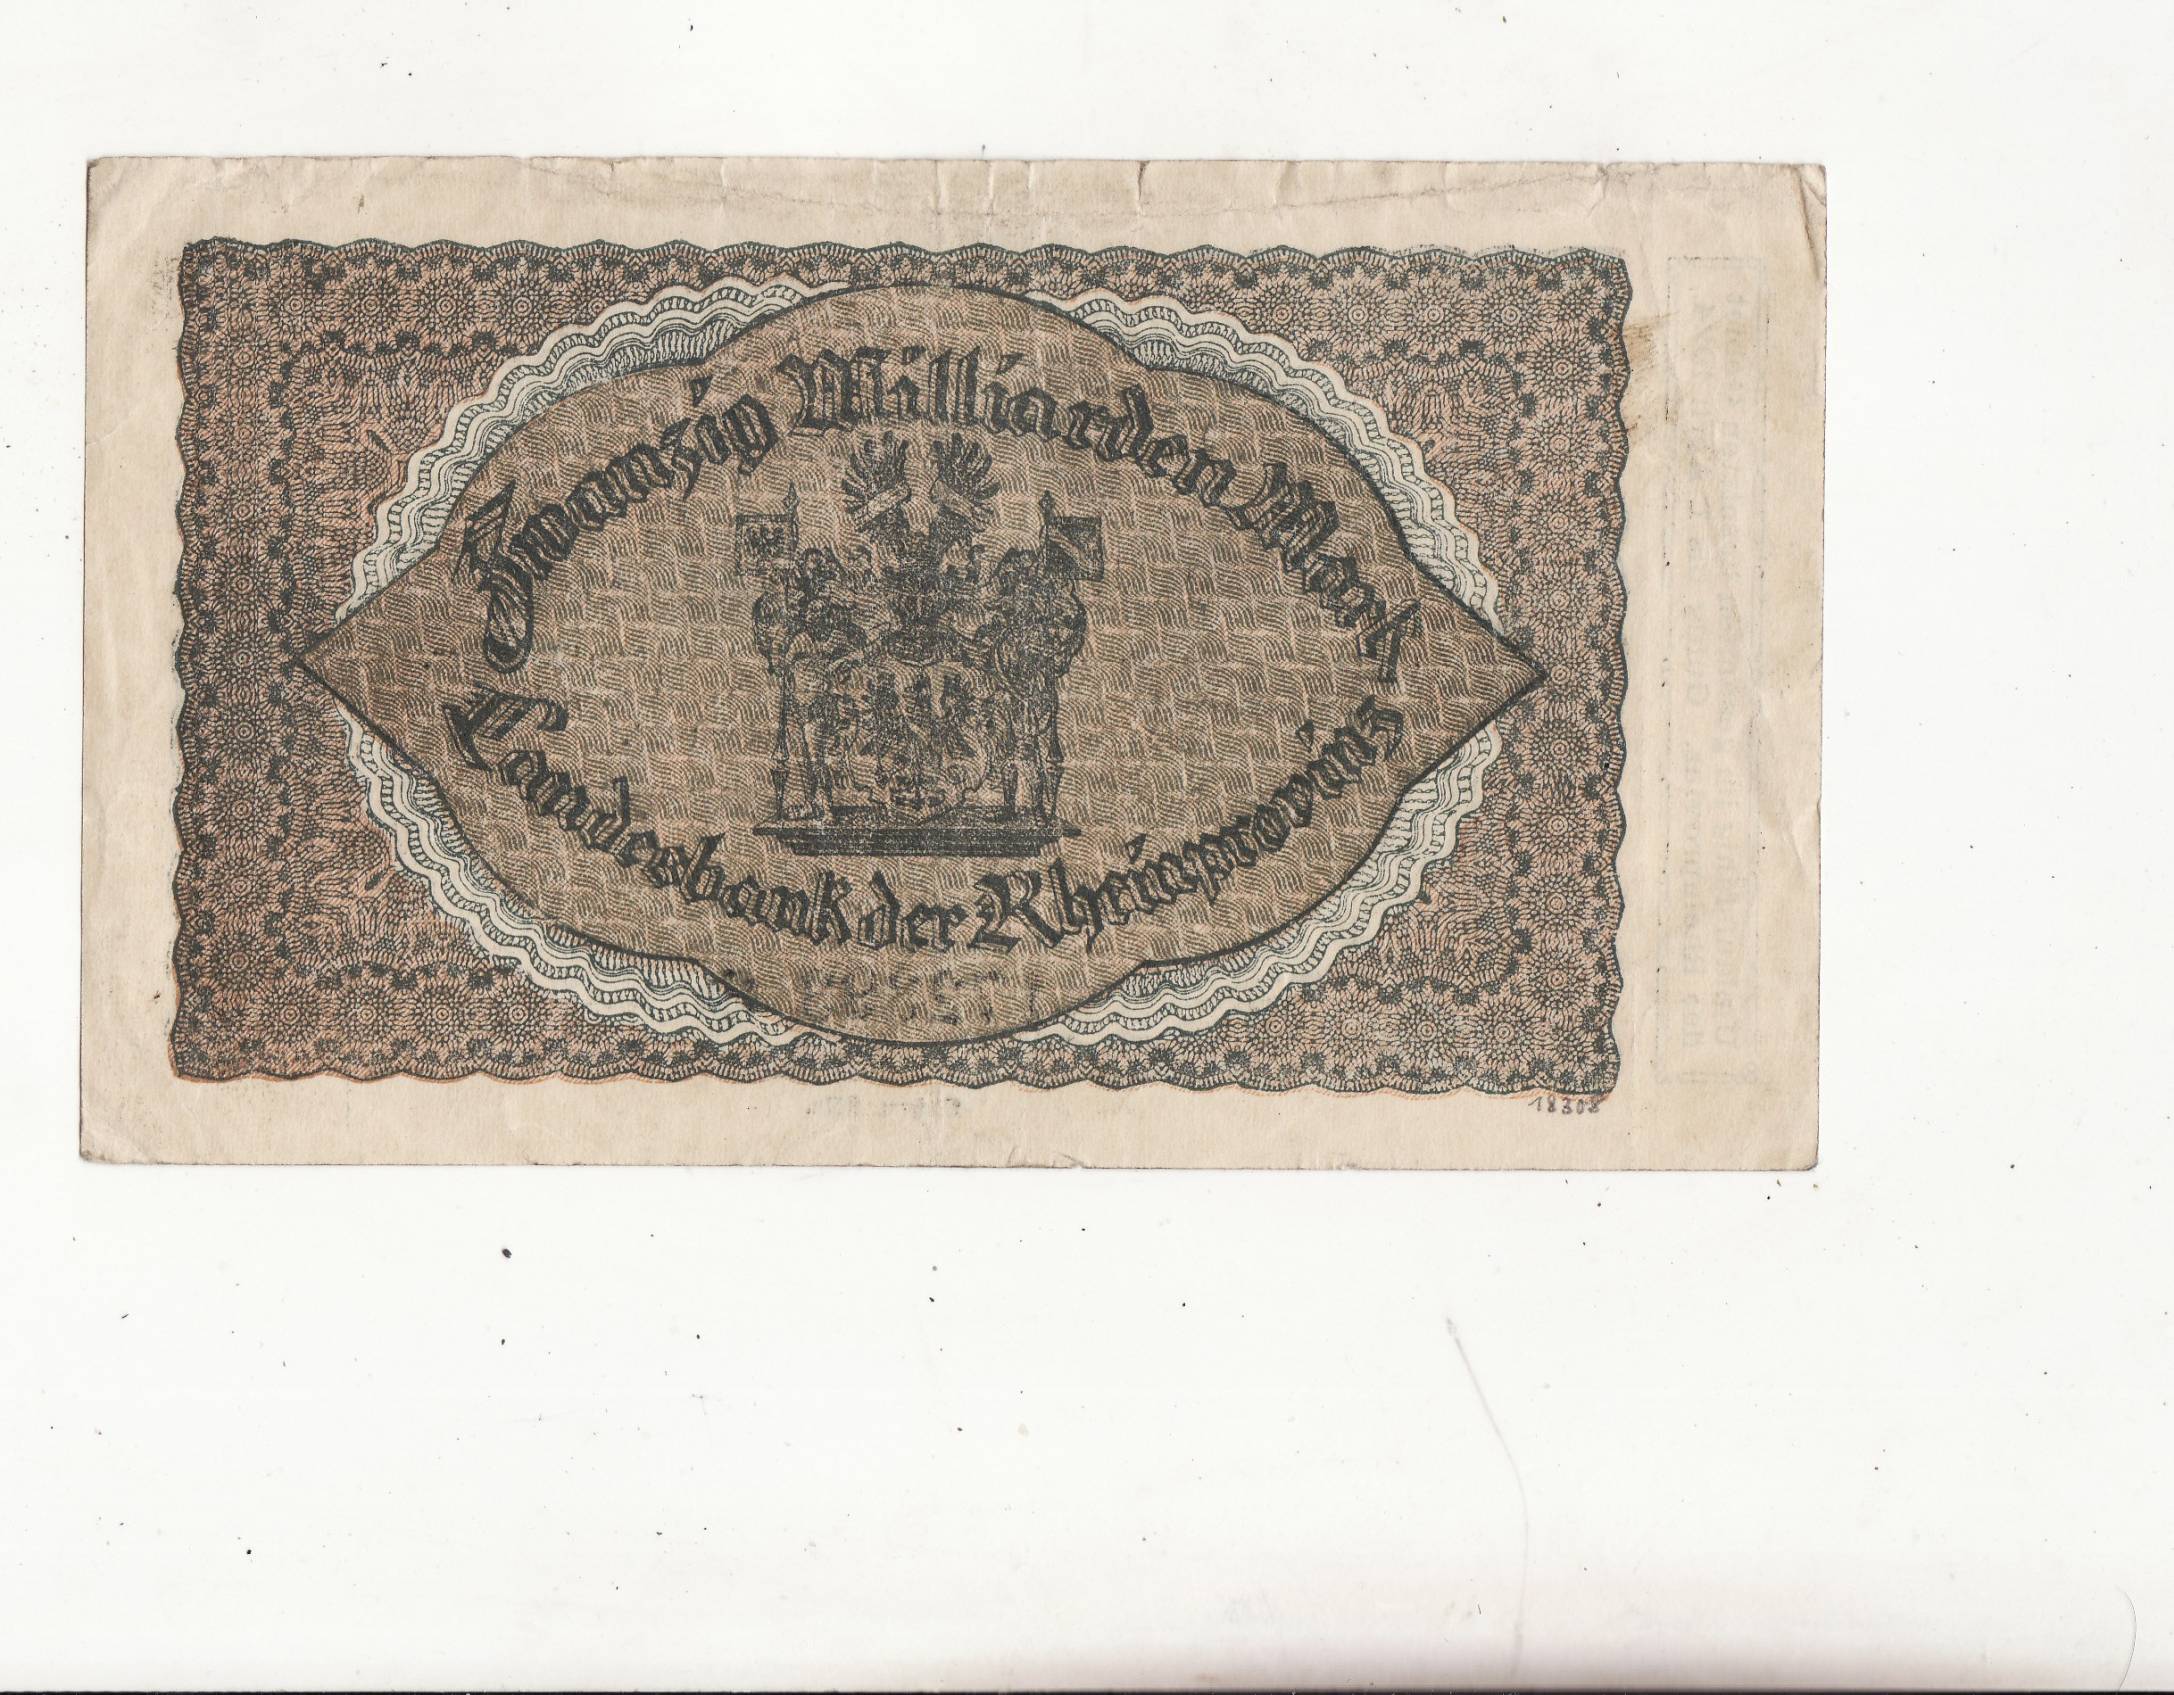 Zwanzig Milliarden Mark
Landesbank der Rheinprovinz
18308